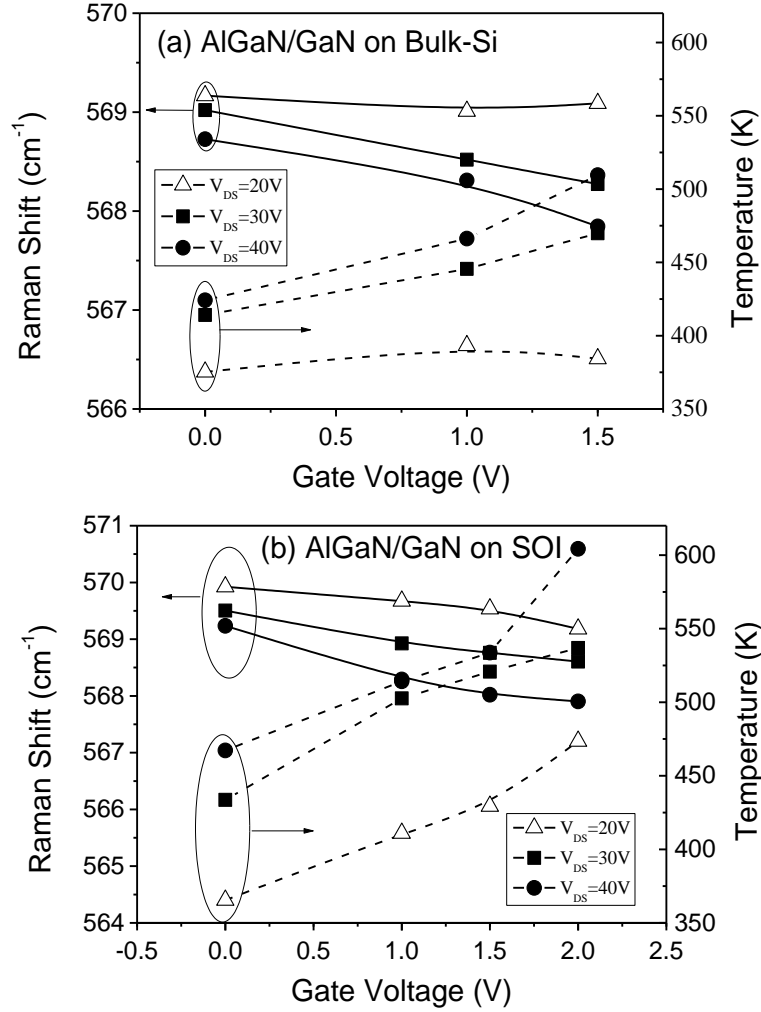 (a) AlGaN/GaN on Bulk-Si
Raman Shift (cm⁻¹)
570
569
568
567
566
V_DS=20V
V_DS=30V
V_DS=40V
600
550
500
450
400
350
Temperature (K)
0.0 0.5 1.0 1.5
Gate Voltage (V)
(b) AlGaN/GaN on SOI
Raman Shift (cm⁻¹)
571
570
569
568
567
566
565
564
V_DS=20V
V_DS=30V
V_DS=40V
600
550
500
450
400
350
Temperature (K)
-0.5 0.0 0.5 1.0 1.5 2.0 2.5
Gate Voltage (V)